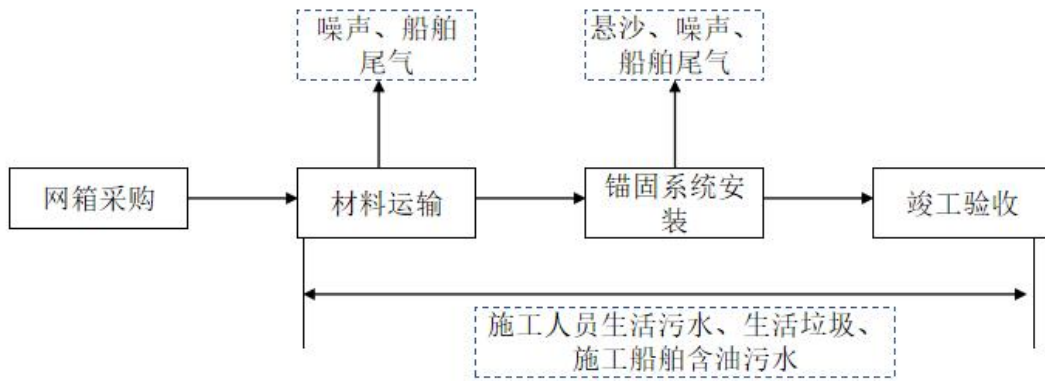 噪声、船舶
尾气
悬沙、噪声、
船舶尾气
网箱采购
材料运输
锚固系统安
装
竣工验收
施工人员生活污水、生活垃圾、
施工船舶含油污水